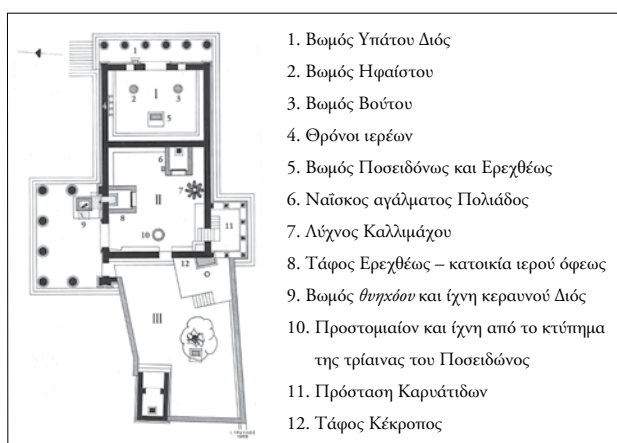 1. Βωμός Υπάτου Διός
2. Βωμός Ηφαίστου
3. Βωμός Βούτου
4. Θρόνοι ιερέων
5. Βωμός Ποσειδόνως και Ερεχθέως
6. Ναΐσκος αγάλματος Πολιάδος
7. Λύχνος Καλλιμάχου
8. Τάφος Ερεχθέως – κατοικία ιερού όφεως
9. Βωμός θυηχόου και ίχνη κεραυνού Διός
10. Προστομιαίον και ίχνη από το κτύπημα
της τρίαινας του Ποσειδώνος
11. Πρόσταση Καρυάτιδων
12. Τάφος Κέκροπος
1
I
2
3
4
5
6
7
II
8
9
10
11
12
III